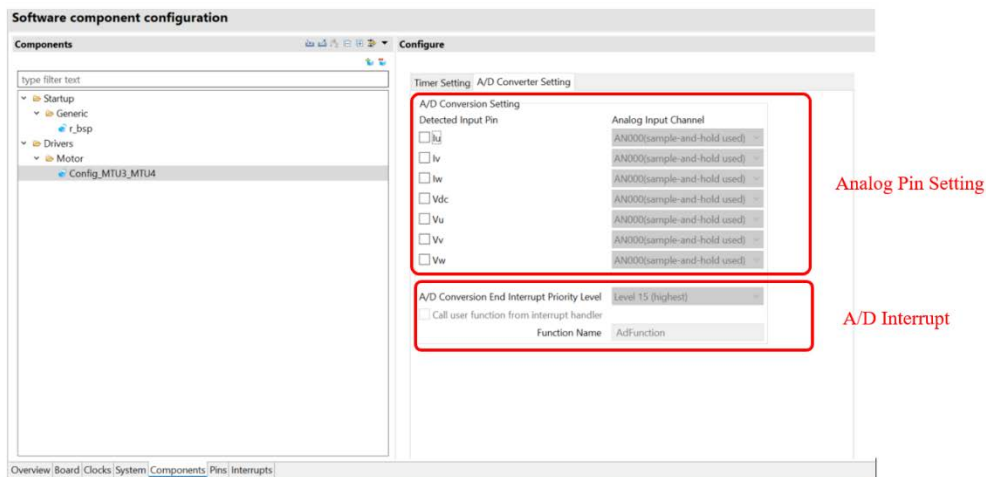 Software component configuration
Components
Configure
type filter text
Startup
Generic
r_bsp
Drivers
Motor
Config_MTU3_MTU4
Timer Setting A/D Converter Setting
A/D Conversion Setting
Detected Input Pin Analog Input Channel
Iu AN000(sample-and-hold used)
Iv AN000(sample-and-hold used)
Iw AN000(sample-and-hold used)
Vdc AN000(sample-and-hold used)
Vu AN000(sample-and-hold used)
Vv AN000(sample-and-hold used)
Vw AN000(sample-and-hold used)
Analog Pin Setting
A/D Conversion End Interrupt Priority Level Level 15 (highest)
Call user function from interrupt handler
Function Name AdFunction
A/D Interrupt
Overview Board Clocks System Components Pins Interrupts